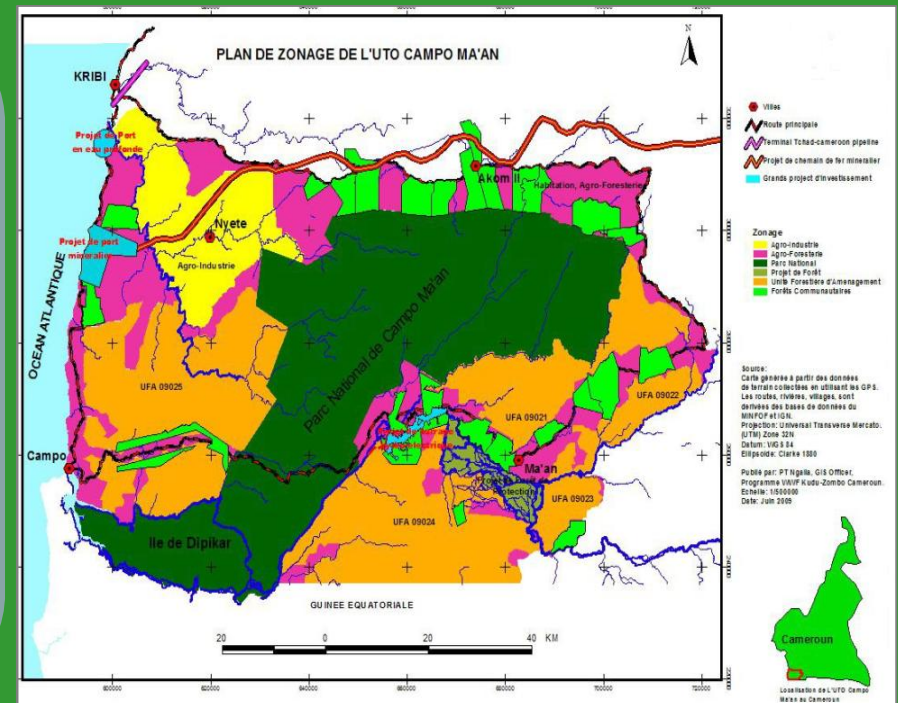 PLAN DE ZONAGE DE L'UTO CAMPO MA'AN
N
KRIBI
Projet de Port
en eau profonde
Projet de port
mineralier
OCEAN ATLANTIQUE
Nyete
Agro-Industrie
Akom II
Habitation, Agro-Foresterie
Parc National de Campo Ma'an
UFA 09025
UFA 09022
UFA 09021
Campo
Ma'an
Protection
UFA 09023
UFA 09024
Ile de Dipikar
GUINEE EQUATORIALE
20 0 20 40 KM
Villes
Route principale
Terminal Tchad-cameroon pipeline
Projet de chemin de fer mineralier
Grands project d'Investissement
Zonage
Agro-Industrie
Agro-Foresterie
Parc National
Projet de Forêt
Unité Forestière d'Amenagement
Forêts Communautaires
Source:
Carte générée à partir des données
de terrain collectées en utilisant les GPS.
Les routes, rivières, villages, sont
derivées des bases de données du
MINFOF et IGN.
Projection: Universal Transverse Mercato.
(UTM) Zone 32N
Datum: WGS 84
Ellipsoide: Clarke 1880
Publié par: PT Ngalla, GIS Officer,
Programme WWF Kudu-Zombo Cameroun.
Echelle: 1/500000
Date: Juin 2009
Cameroun
Localisation de L'UTO Campo
Ma'an au Cameroun